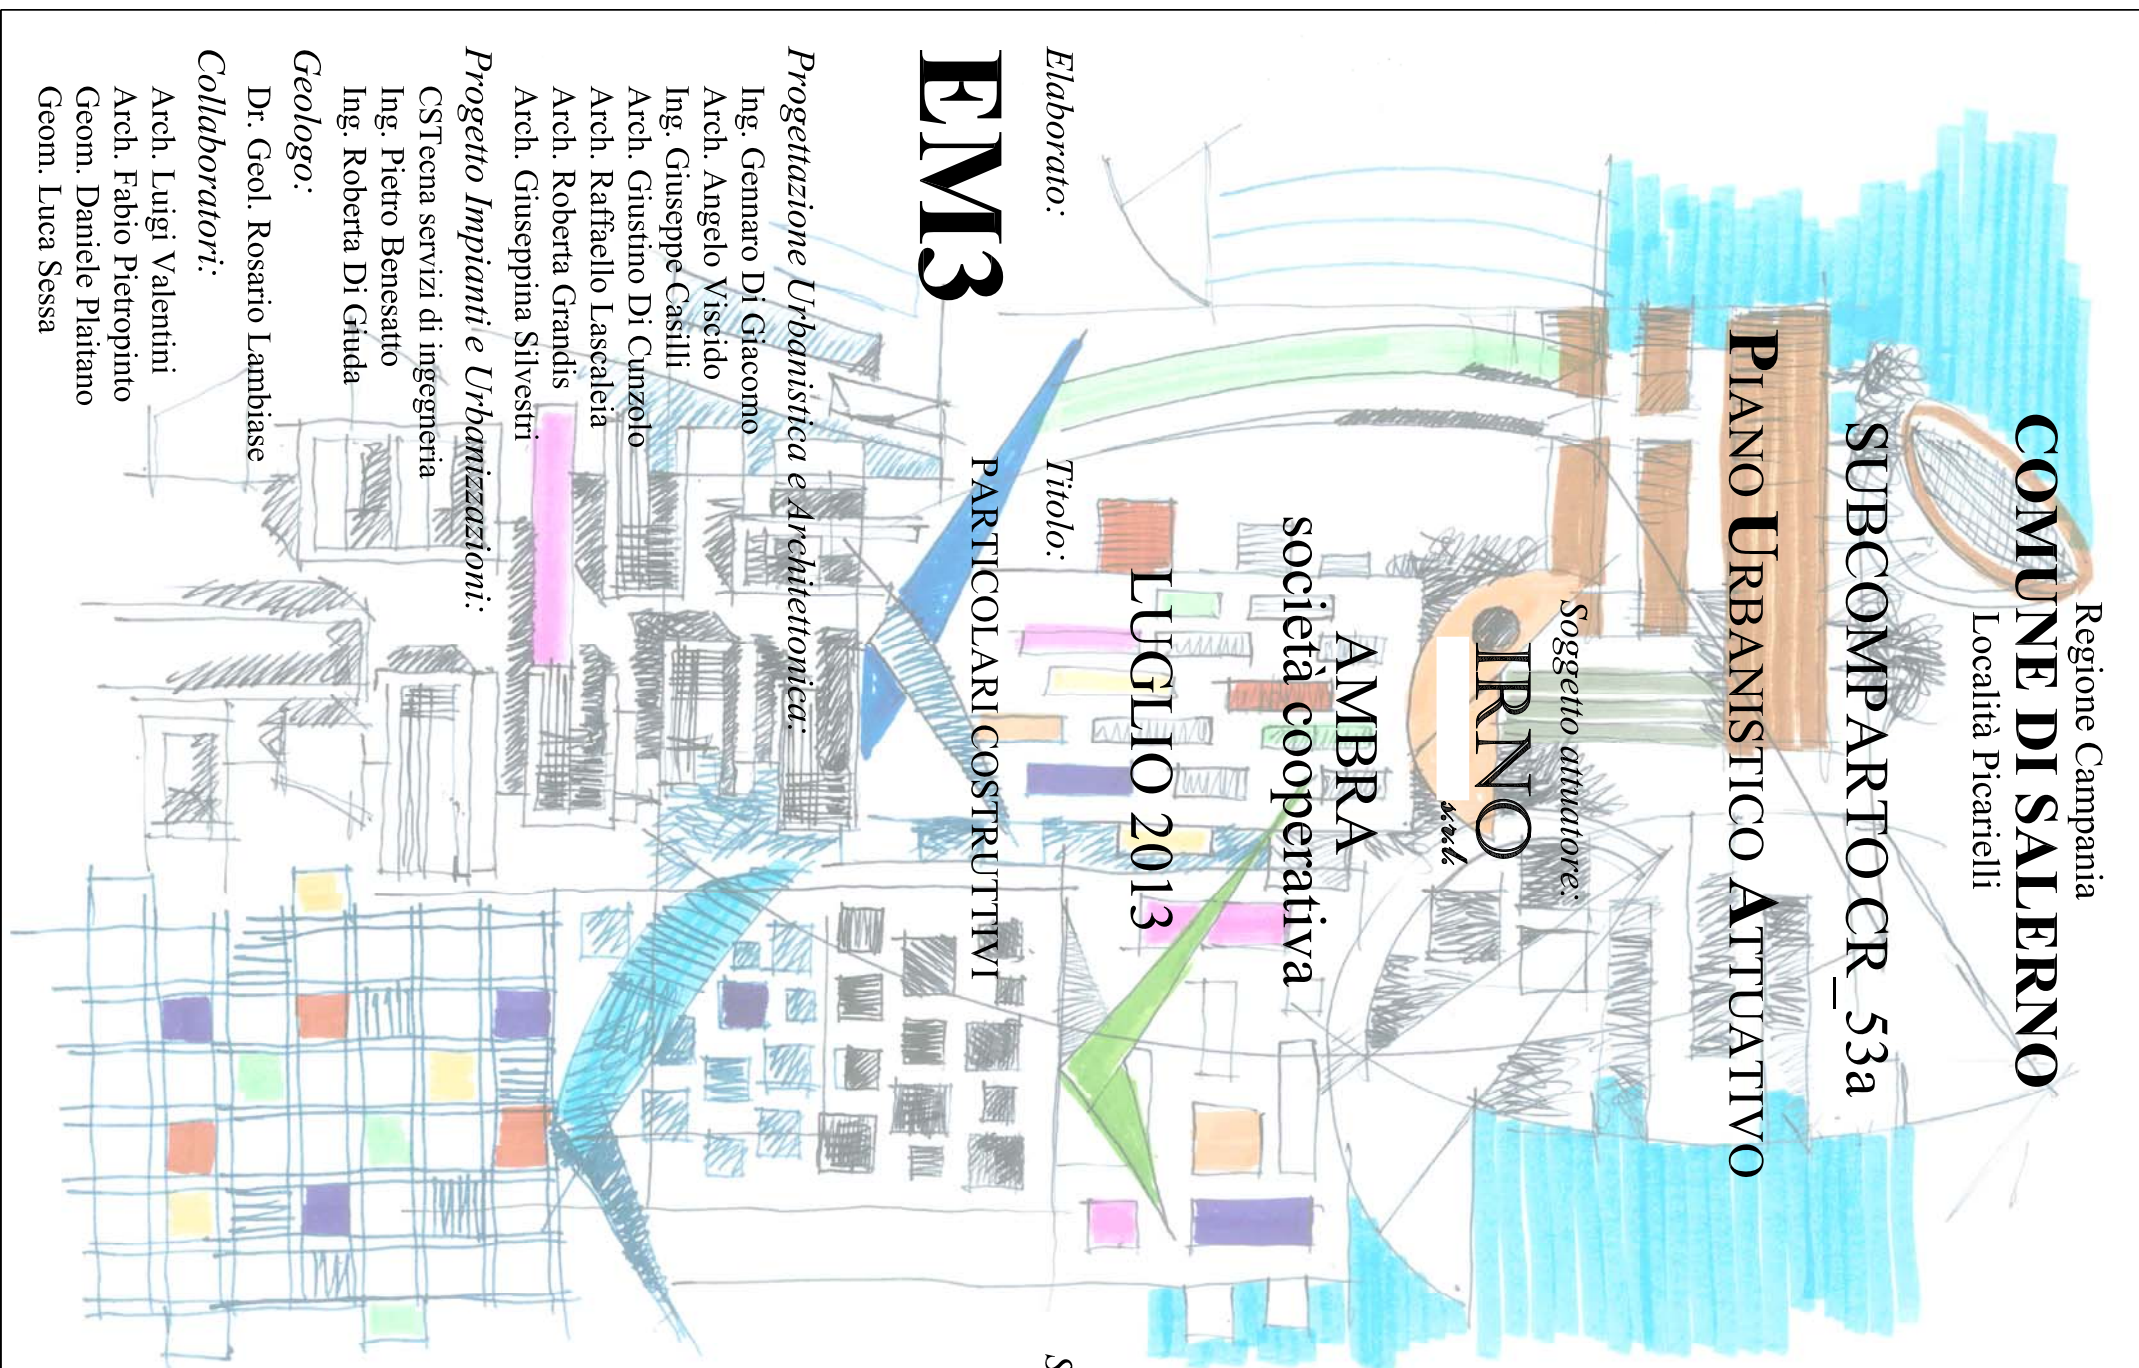 Regione Campania
COMUNE DI SALERNO
Località Picarielli
SUBCOMPARTO CR_53a
PIANO URBANISTICO ATTUATIVO
Soggetto attuatore:
IRNO
s.r.l.
AMBRA
società cooperativa
LUGLIO 2013
Elaborato:
Titolo:
EM3
PARTICOLARI COSTRUTTIVI
Progettazione Urbanistica e Architettonica:
Ing. Gennaro Di Giacomo
Arch. Angelo Viscido
Ing. Giuseppe Casilli
Arch. Giustino Di Cunzolo
Arch. Raffaello Lascaleia
Arch. Roberta Grandis
Arch. Giuseppina Silvestri
Progetto Impianti e Urbanizzazioni:
CSTecna servizi di ingegneria
Ing. Pietro Benesatto
Ing. Roberta Di Giuda
Geologo:
Dr. Geol. Rosario Lambiase
Collaboratori:
Arch. Luigi Valentini
Arch. Fabio Pietropinto
Geom. Daniele Plaitano
Geom. Luca Sessa